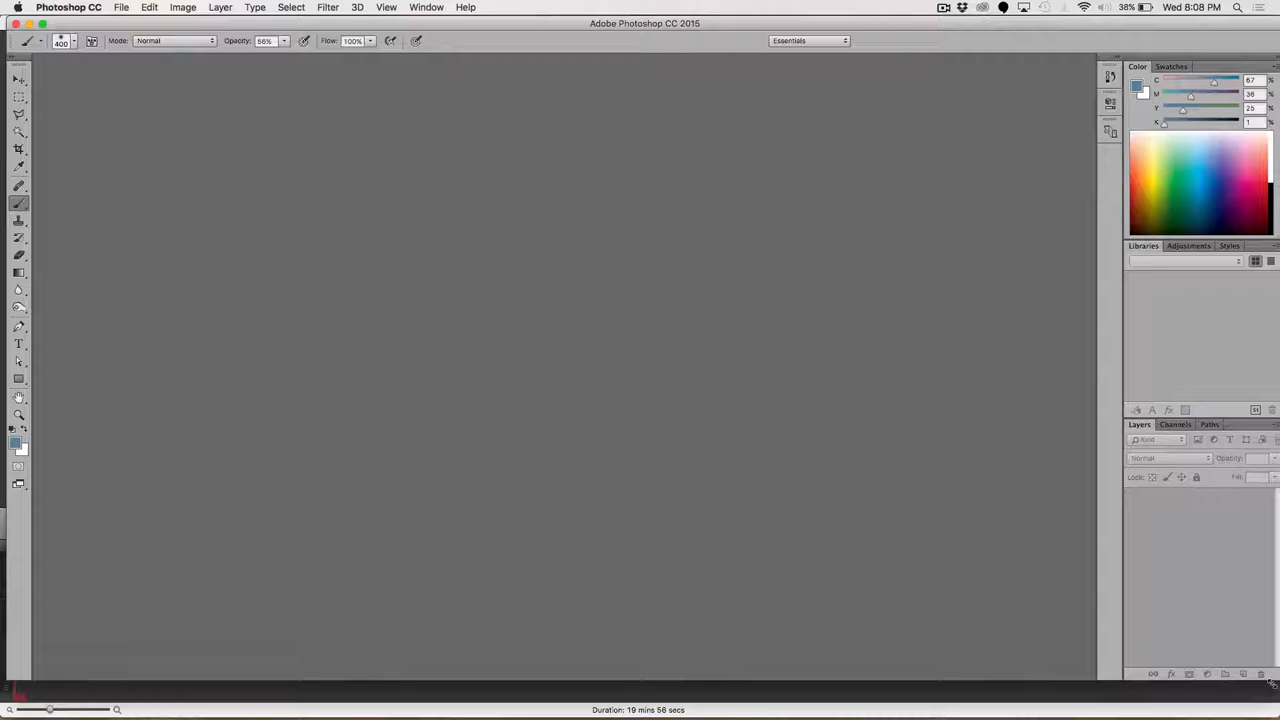 Photoshop CC File Edit Image Layer Type Select Filter 3D View Window Help 38% Wed 8:08 PM
Adobe Photoshop CC 2015
400 Mode: Normal Opacity: 56% Flow: 100% Essentials
Color Swatches
C 67 %
M 36 %
Y 25 %
K 1 %
Libraries Adjustments Styles
Layers Channels Paths
Kind
Normal Opacity:
Lock: Fill:
Duration: 19 mins 56 secs